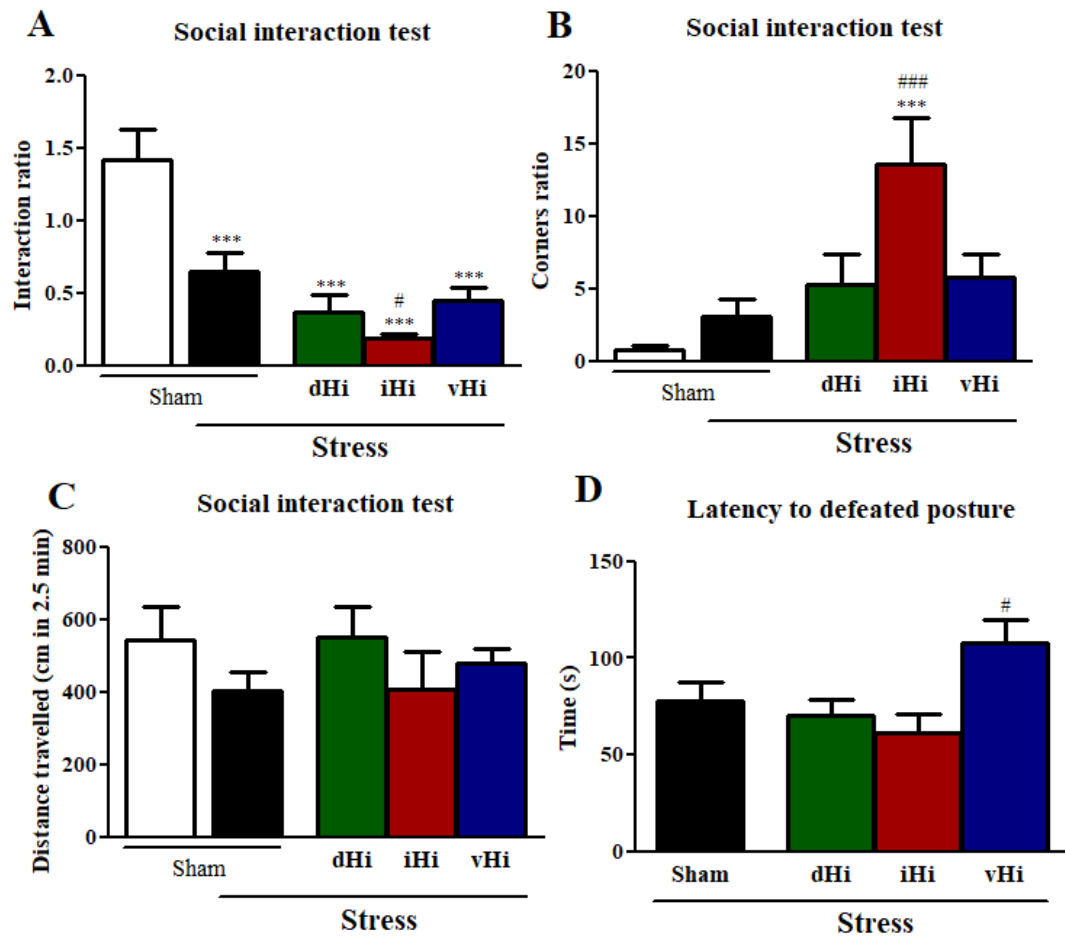 A
Social interaction test
Interaction ratio
2.0
1.5
1.0
0.5
0.0
***
***
#
***
***
Sham
dHi iHi vHi
Stress
B
Social interaction test
Corners ratio
20
15
10
5
0
###
***
Sham
dHi iHi vHi
Stress
C
Social interaction test
Distance travelled (cm in 2.5 min)
800
600
400
200
0
Sham
dHi iHi vHi
Stress
D
Latency to defeated posture
Time (s)
150
100
50
0
#
Sham dHi iHi vHi
Stress